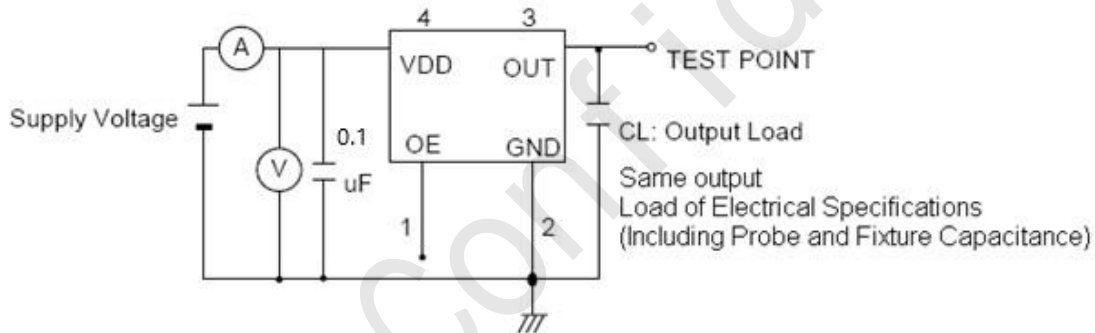 4 3
A
VDD OUT
TEST POINT
Supply Voltage
0.1
uF
V
OE GND
CL: Output Load
Same output
Load of Electrical Specifications
(Including Probe and Fixture Capacitance)
1 2
Confid